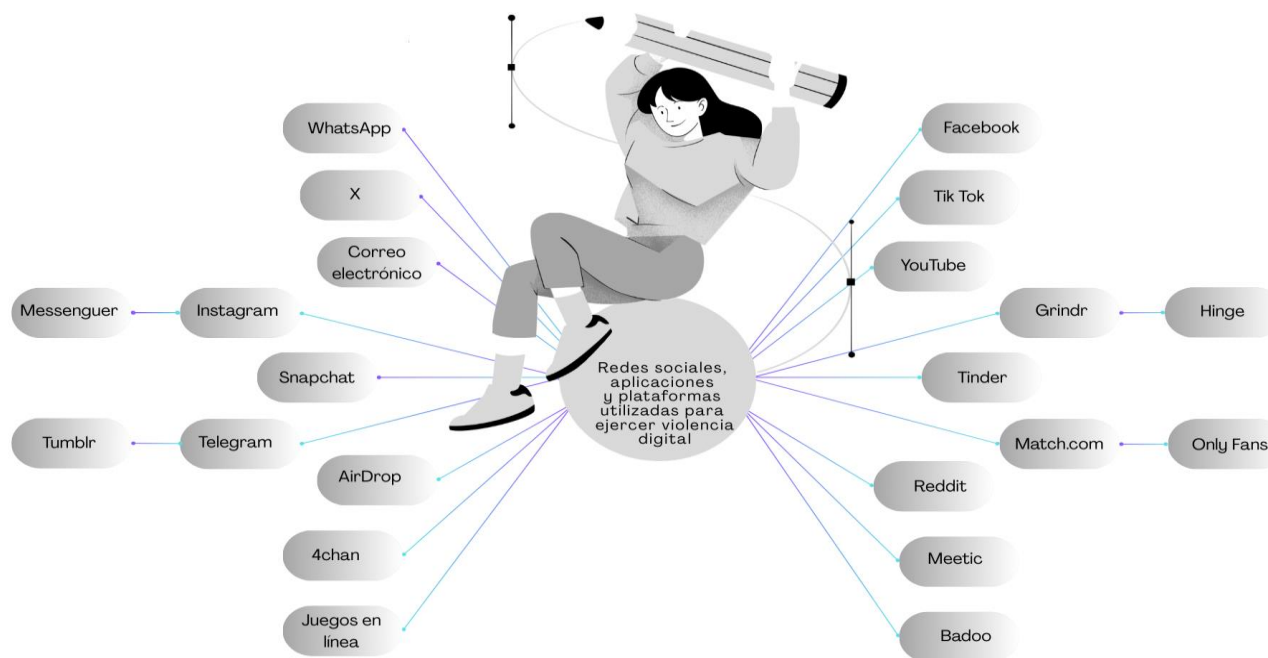 WhatsApp
X
Correo
electrónico
Messenguer
Instagram
Snapchat
Tumblr
Telegram
AirDrop
4chan
Juegos en
línea
Redes sociales,
aplicaciones
y plataformas
utilizadas para
ejercer violencia
digital
Facebook
Tik Tok
YouTube
Grindr
Hinge
Tinder
Match.com
Only Fans
Reddit
Meetic
Badoo